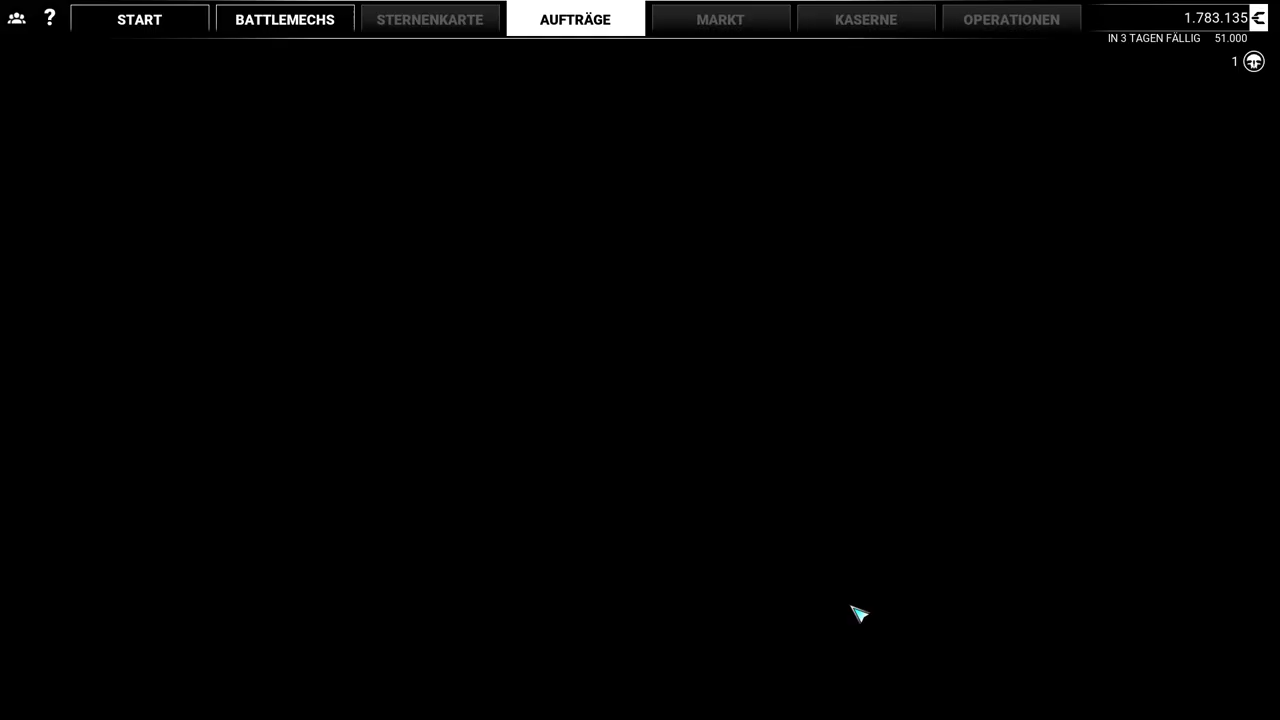 ? START BATTLEMECHS STERNENKARTE AUFTRÄGE MARKT KASERNE OPERATIONEN 1.783.135
IN 3 TAGEN FÄLLIG 51.000
1